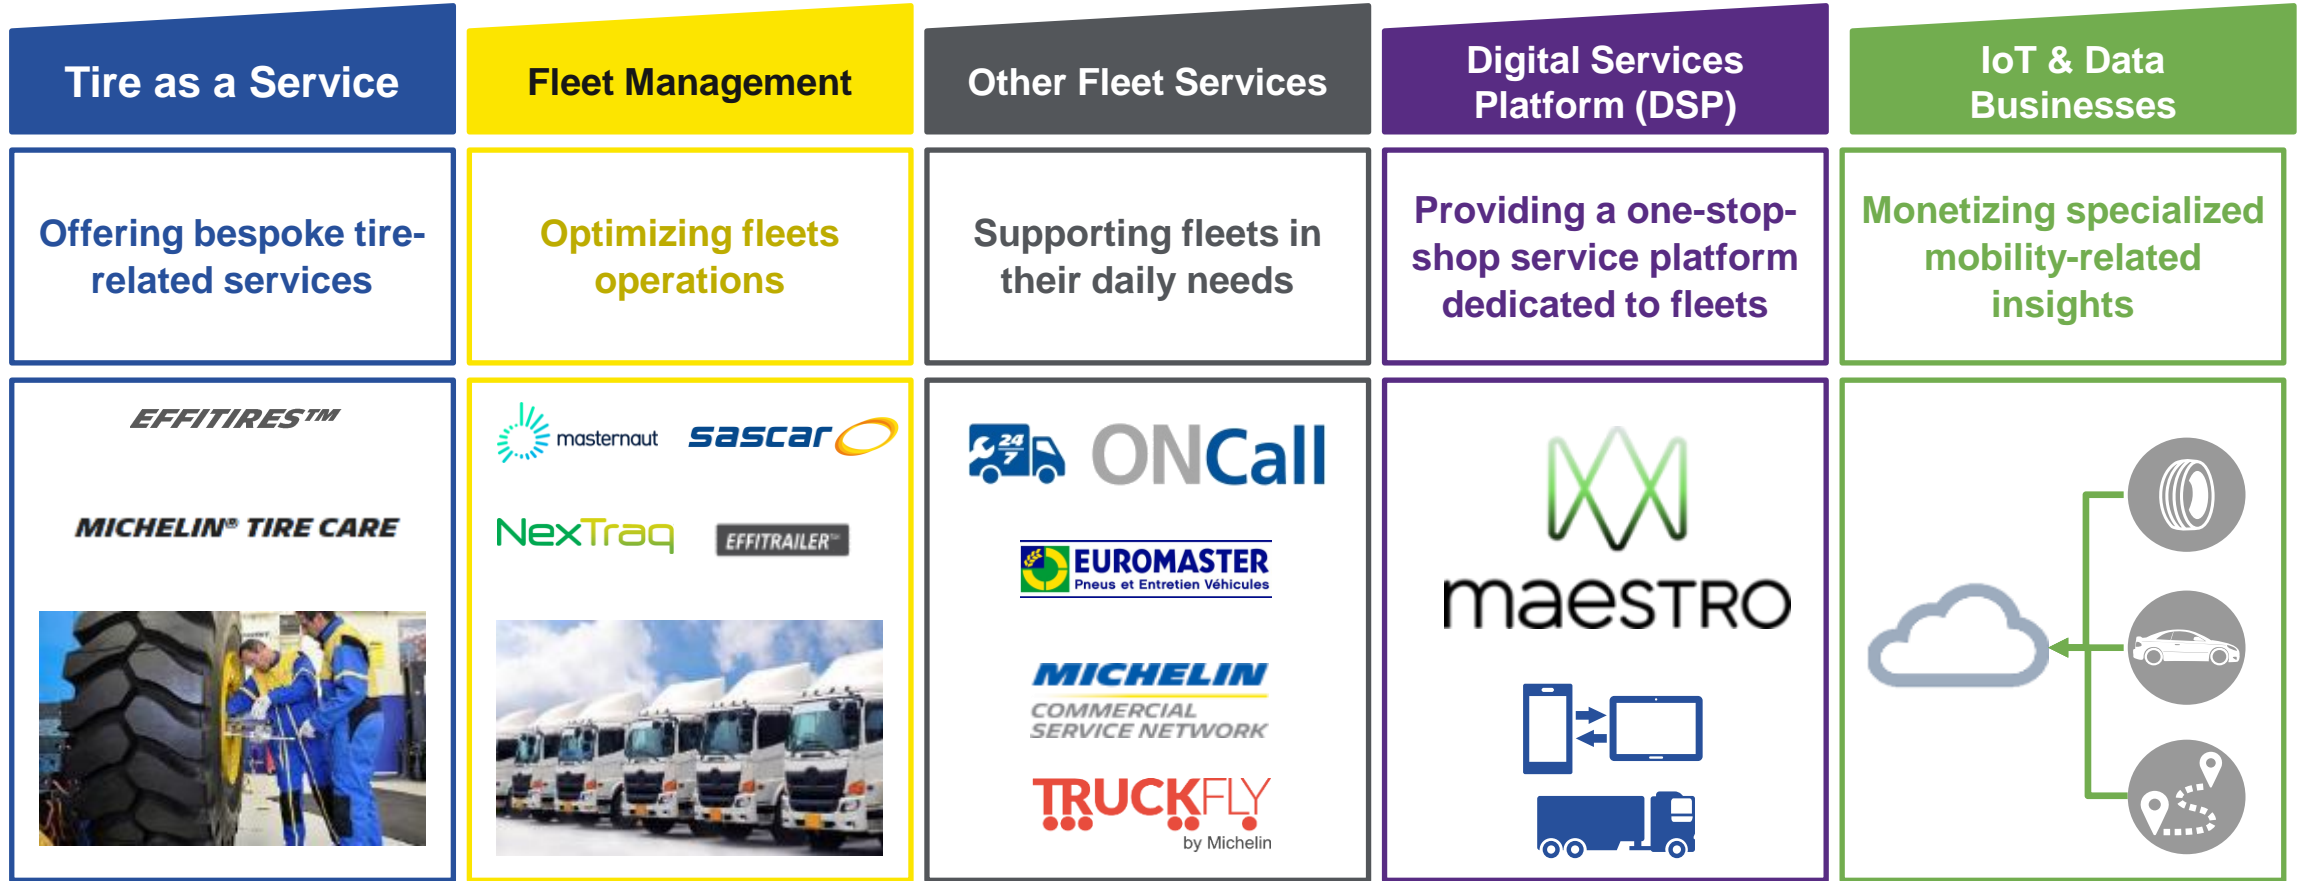 Tire as a Service
Fleet Management
Other Fleet Services
Digital Services
Platform (DSP)
IoT & Data
Businesses
Offering bespoke tire-
related services
Optimizing fleets
operations
Supporting fleets in
their daily needs
Providing a one-stop-
shop service platform
dedicated to fleets
Monetizing specialized
mobility-related
insights
EFFITIRES™
MICHELIN® TIRE CARE
masternaut
sascar
NexTraq
EFFITRAILER™
24
7
ONCall
EUROMASTER
Pneus et Entretien Véhicules
MICHELIN
COMMERCIAL
SERVICE NETWORK
TRUCKFLY
by Michelin
maeSTRO